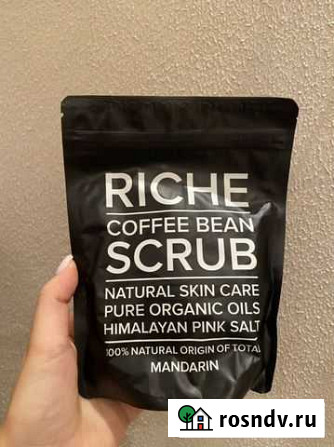 RICHE
COFFEE BEAN
SCRUB
NATURAL SKIN CARE
PURE ORGANIC OILS
HIMALAYAN PINK SALT
100% NATURAL ORIGIN OF TOTAL
MANDARIN
rosndv.ru